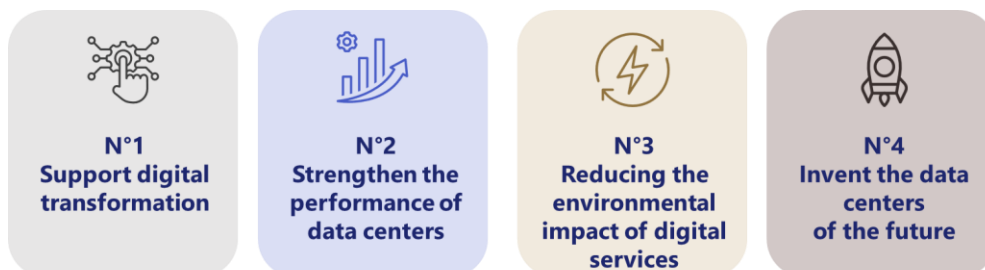 N°1
Support digital
transformation
N°2
Strengthen the
performance of
data centers
N°3
Reducing the
environmental
impact of digital
services
N°4
Invent the data
centers
of the future